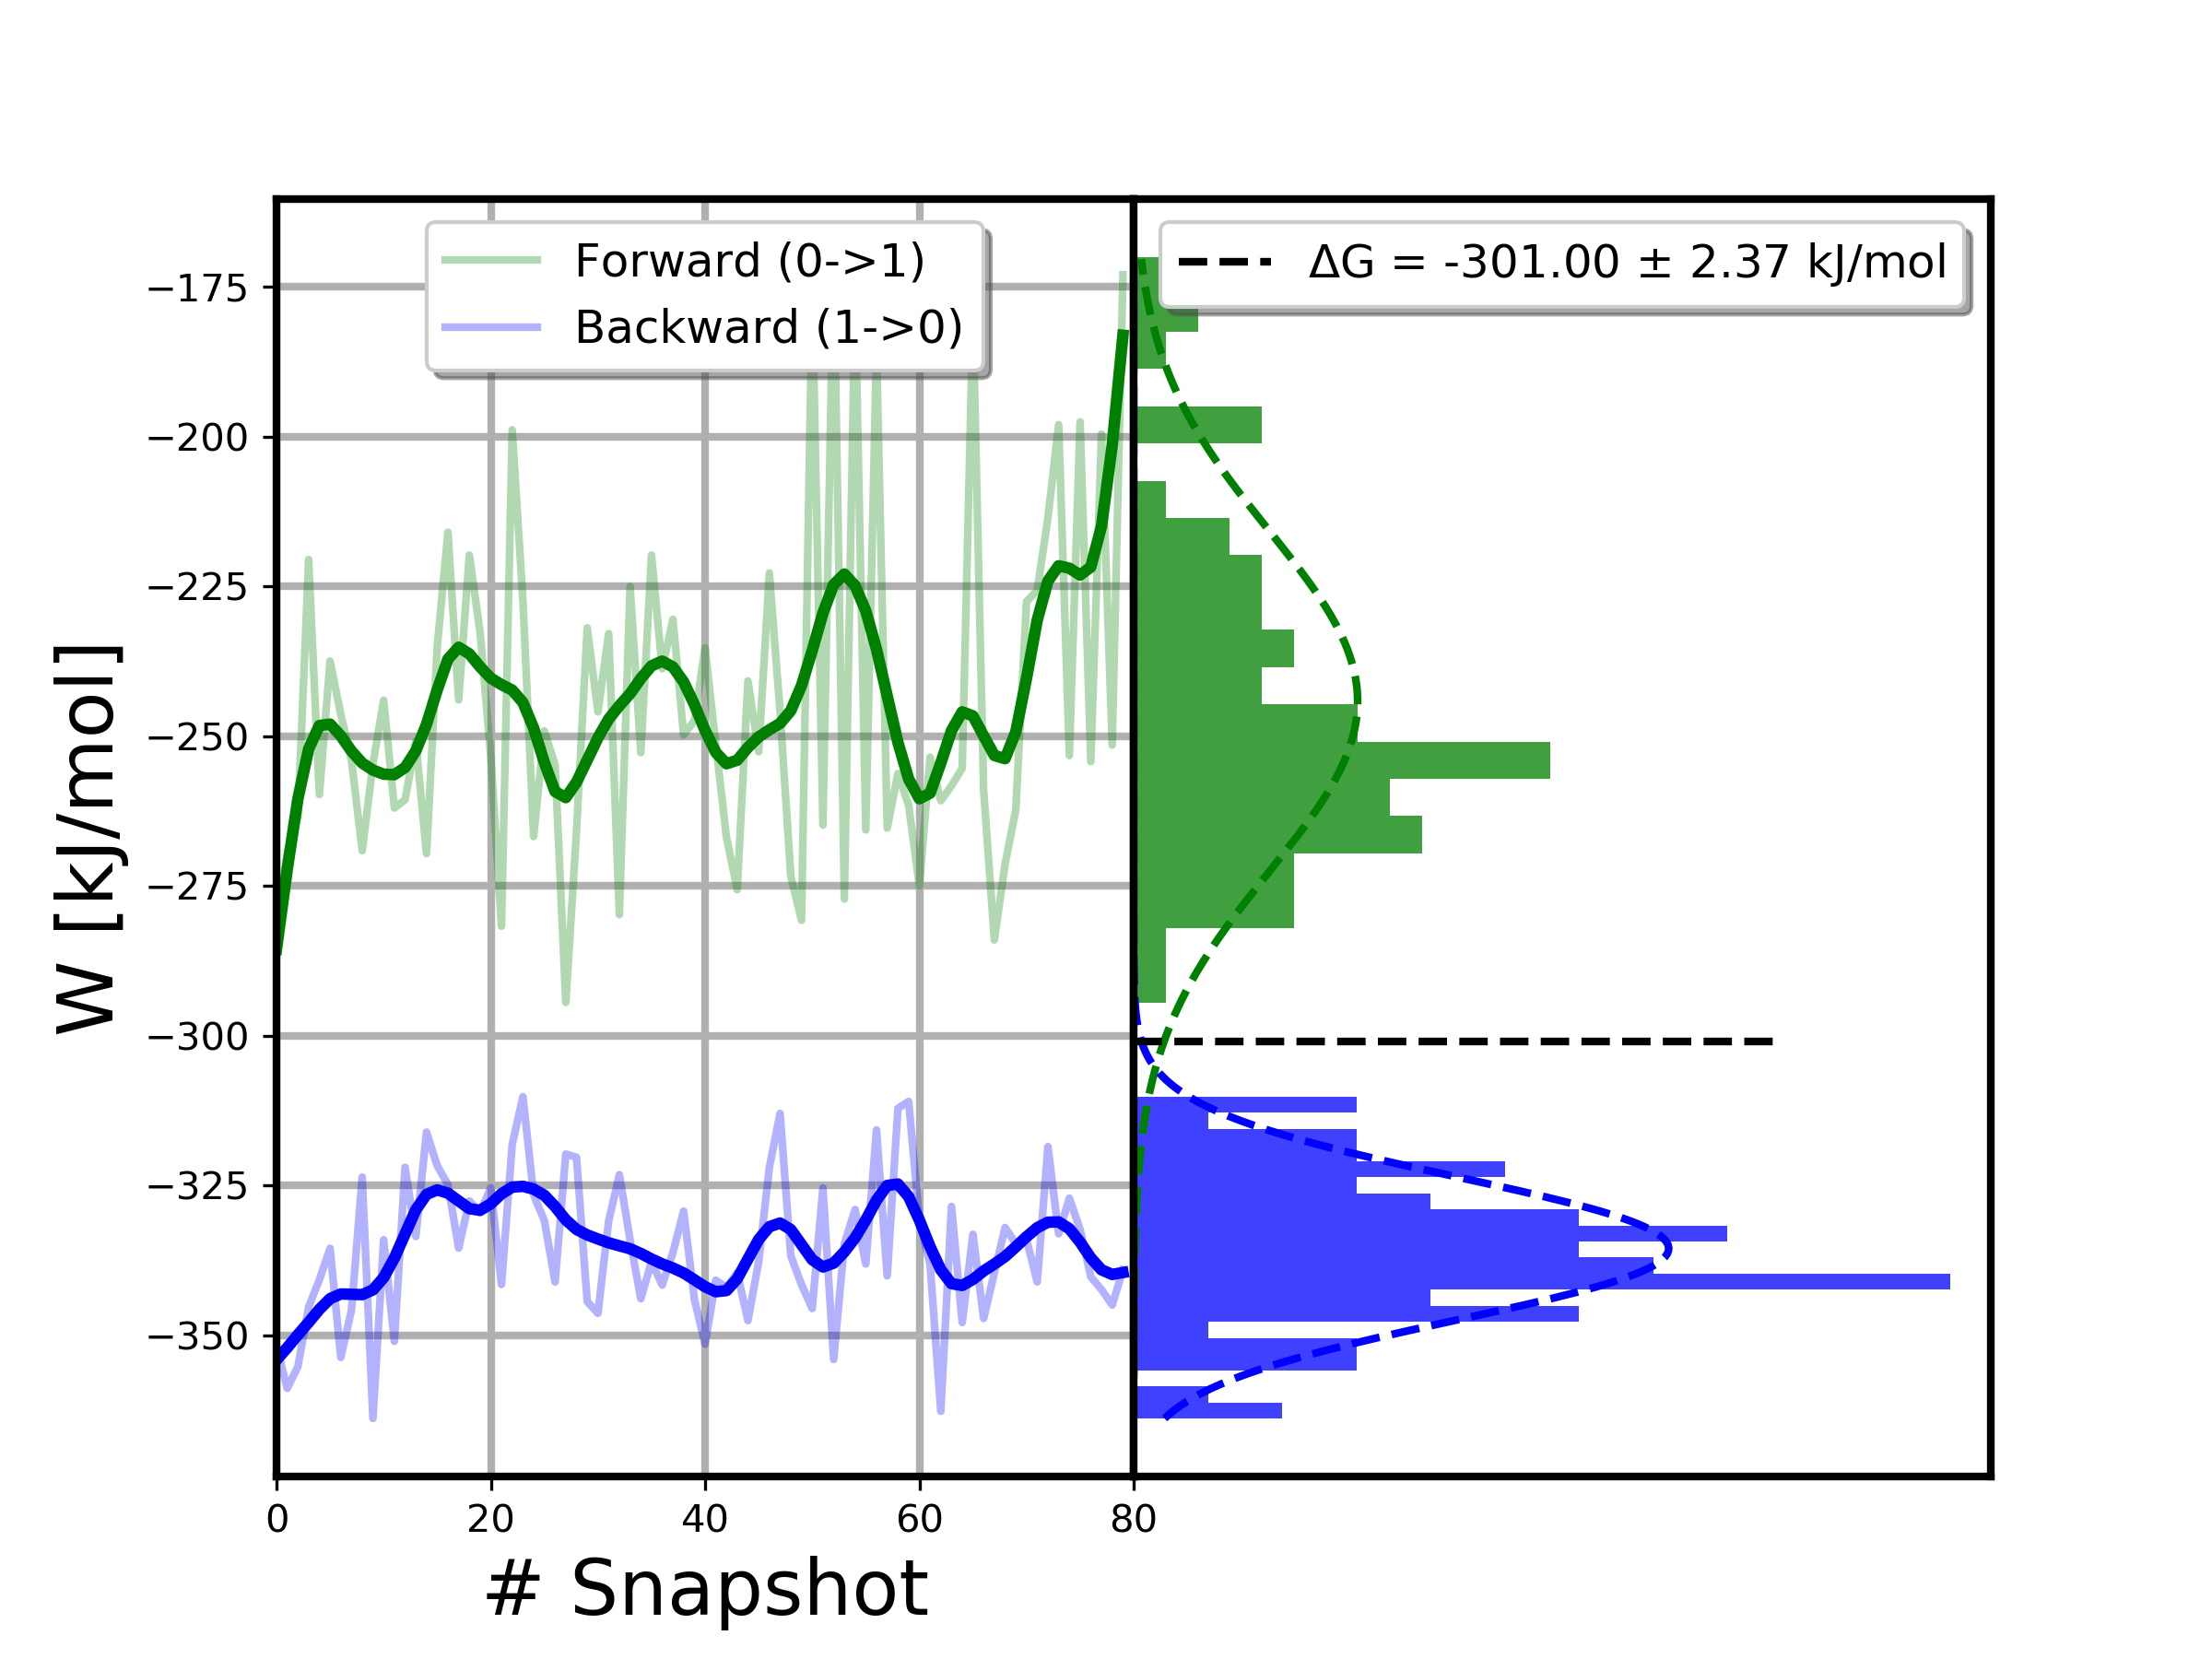 Forward (0->1)
Backward (1->0)
ΔG = -301.00 ± 2.37 kJ/mol
W [kJ/mol]
−175
−200
−225
−250
−275
−300
−325
−350
0 20 40 60 80
# Snapshot